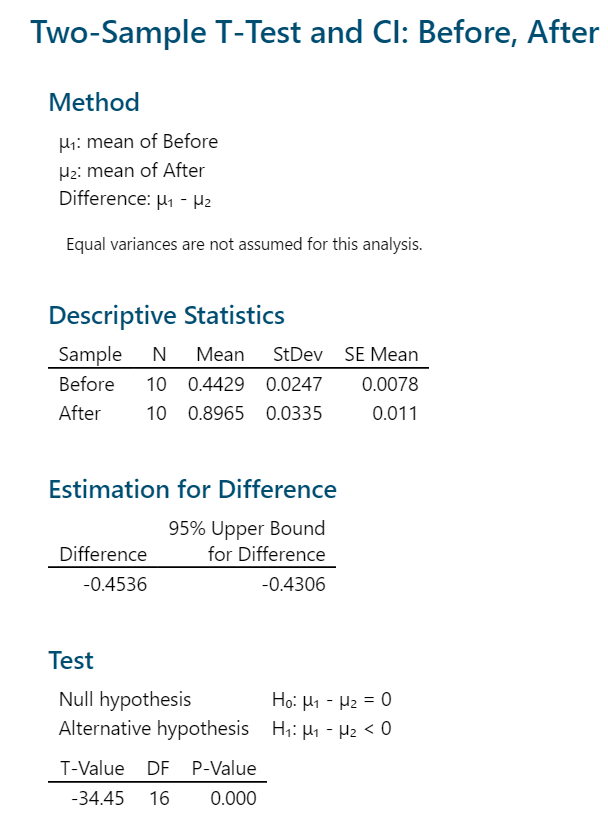 Two-Sample T-Test and CI: Before, After
Method
μ₁: mean of Before
μ₂: mean of After
Difference: μ₁ - μ₂
Equal variances are not assumed for this analysis.
Descriptive Statistics
Sample N Mean StDev SE Mean
Before 10 0.4429 0.0247 0.0078
After 10 0.8965 0.0335 0.011
Estimation for Difference
95% Upper Bound
Difference for Difference
-0.4536 -0.4306
Test
Null hypothesis H₀: μ₁ - μ₂ = 0
Alternative hypothesis H₁: μ₁ - μ₂ < 0
T-Value DF P-Value
-34.45 16 0.000